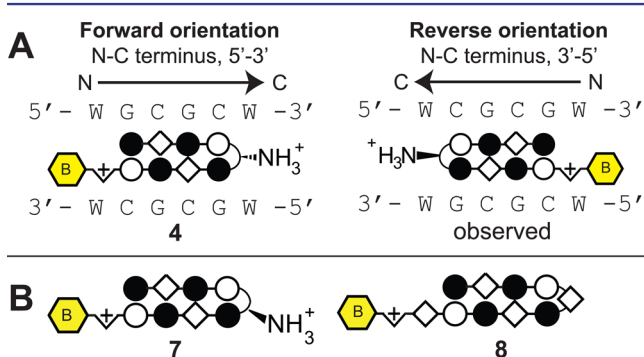 A
Forward orientation
N-C terminus, 5'-3'
N C
5' - W G C G C W -3'
B + NH3+
3' - W C G C G W -5'
4
Reverse orientation
N-C terminus, 3'-5'
C N
5' - W G C G C W -3'
+H3N + B
3' - W C G C G W -5'
observed
B
B + NH3+
7
B +
8